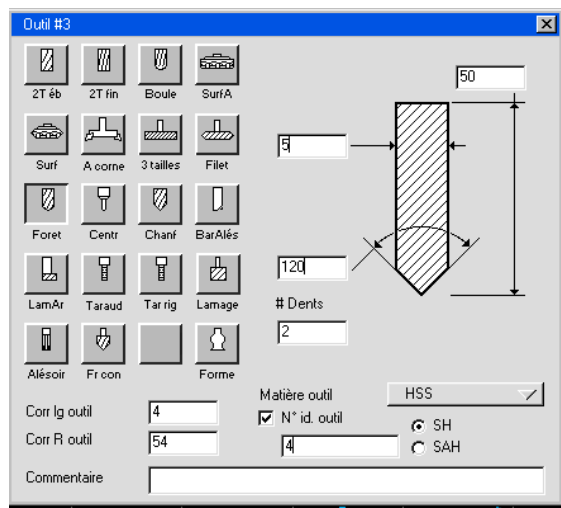 Outil #3
50
2T éb 2T fin Boule SurfA
5
Surf A corne 3 tailles Filet
Foret Centr Chanf BarAlés
120
LamAr Taraud Tar rig Lamage
# Dents
2
Alésoir Fr con Forme
Matière outil HSS
Corr lg outil 4 N° id. outil SH
Corr R outil 54 4 SAH
Commentaire